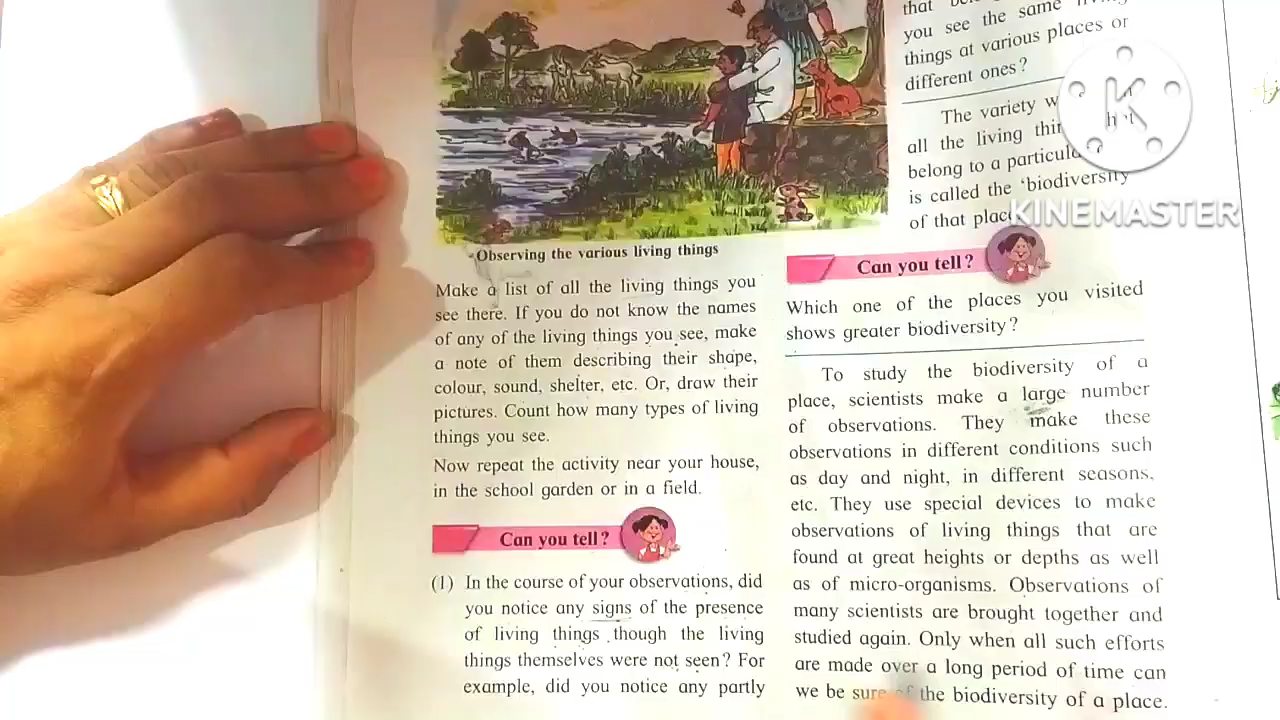 Observing the various living things
Make a list of all the living things you
see there. If you do not know the names
of any of the living things you see, make
a note of them describing their shape,
colour, sound, shelter, etc. Or, draw their
pictures. Count how many types of living
things you see.
Now repeat the activity near your house,
in the school garden or in a field.
Can you tell?
(1) In the course of your observations, did
you notice any signs of the presence
of living things though the living
things themselves were not seen? For
example, did you notice any partly
that
you see the same
things at various places or
different ones?
The variety
all the living
belong to a
is called the ‘biodiversity
of that place
Can you tell?
Which one of the places you visited
shows greater biodiversity?
To study the biodiversity of a
place, scientists make a large number
of observations. They make these
observations in different conditions such
as day and night, in different seasons,
etc. They use special devices to make
observations of living things that are
found at great heights or depths as well
as of micro-organisms. Observations of
many scientists are brought together and
studied again. Only when all such efforts
are made over a long period of time can
we be sure of the biodiversity of a place.
K
KINEMASTER